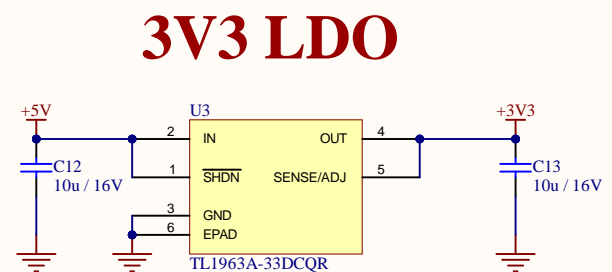 3V3 LDO
+5V
U3
+3V3
2 IN OUT 4
C12
10u / 16V
1 SHDN SENSE/ADJ 5
C13
10u / 16V
3 GND
6 EPAD
TL1963A-33DCQR